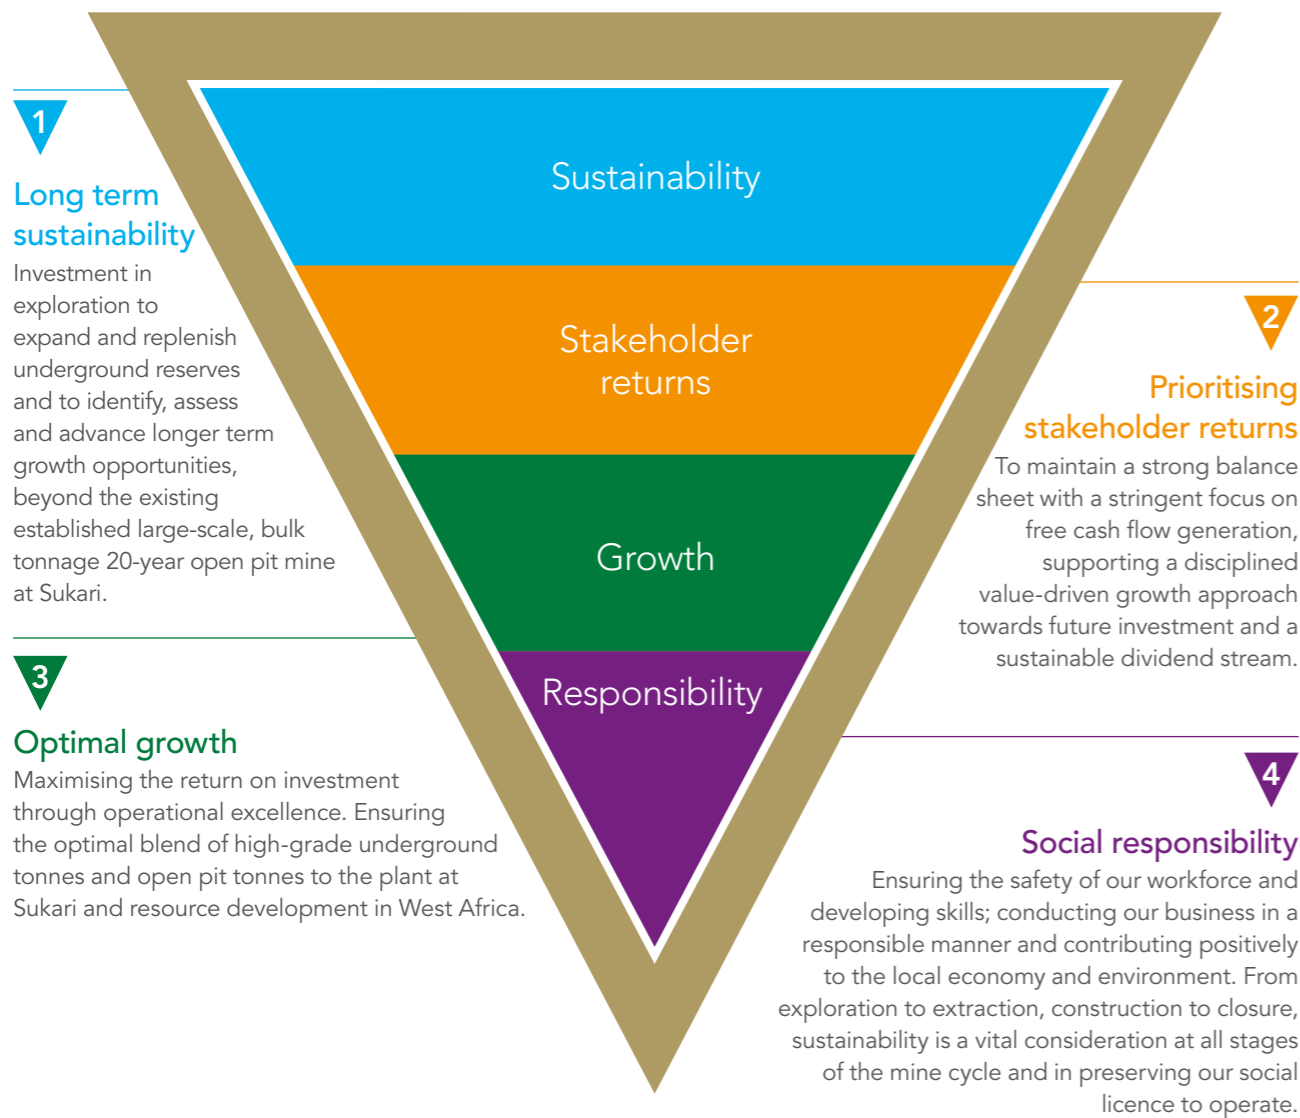 Sustainability
Stakeholder
returns
Growth
Responsibility
1
Long term
sustainability
Investment in
exploration to
expand and replenish
underground reserves
and to identify, assess
and advance longer term
growth opportunities,
beyond the existing
established large-scale, bulk
tonnage 20-year open pit mine
at Sukari.
2
Prioritising
stakeholder returns
To maintain a strong balance
sheet with a stringent focus on
free cash flow generation,
supporting a disciplined
value-driven growth approach
towards future investment and a
sustainable dividend stream.
3
Optimal growth
Maximising the return on investment
through operational excellence. Ensuring
the optimal blend of high-grade underground
tonnes and open pit tonnes to the plant at
Sukari and resource development in West Africa.
4
Social responsibility
Ensuring the safety of our workforce and
developing skills; conducting our business in a
responsible manner and contributing positively
to the local economy and environment. From
exploration to extraction, construction to closure,
sustainability is a vital consideration at all stages
of the mine cycle and in preserving our social
licence to operate.